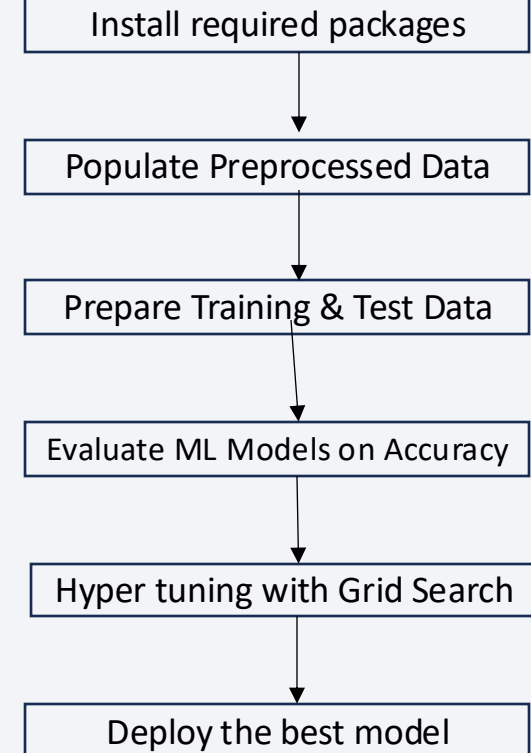 Install required packages
Populate Preprocessed Data
Prepare Training & Test Data
Evaluate ML Models on Accuracy
Hyper tuning with Grid Search
Deploy the best model